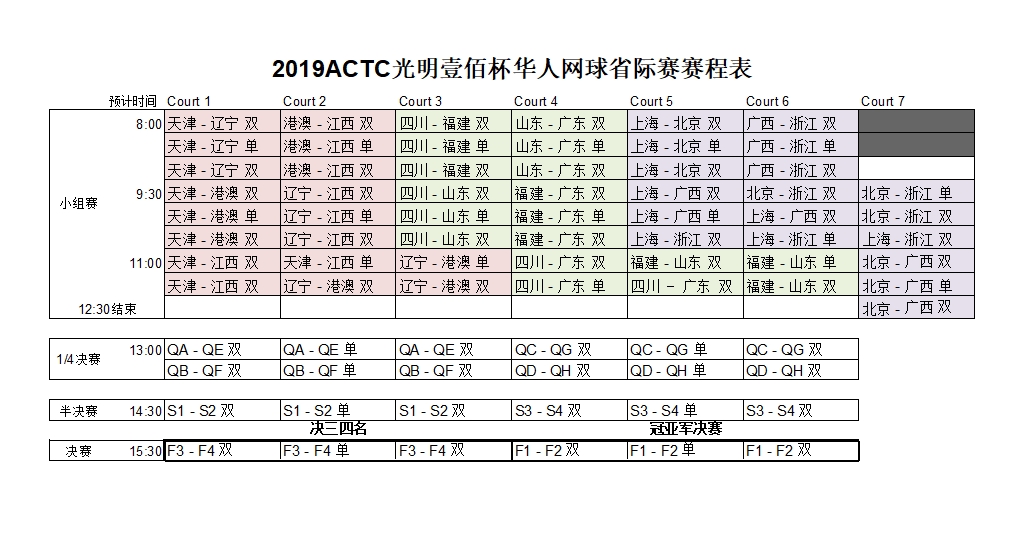 2019ACTC光明壹佰杯华人网球省际赛赛程表
预计时间 Court 1 Court 2 Court 3 Court 4 Court 5 Court 6 Court 7
8:00 天津 - 辽宁 双 港澳 - 江西 双 四川 - 福建 双 山东 - 广东 双 上海 - 北京 双 广西 - 浙江 双
天津 - 辽宁 单 港澳 - 江西 单 四川 - 福建 单 山东 - 广东 单 上海 - 北京 单 广西 - 浙江 单
天津 - 辽宁 双 港澳 - 江西 双 四川 - 福建 双 山东 - 广东 双 上海 - 北京 双 广西 - 浙江 双
小组赛 9:30 天津 - 港澳 双 辽宁 - 江西 双 四川 - 山东 双 福建 - 广东 双 上海 - 广西 双 北京 - 浙江 双 北京 - 浙江 单
天津 - 港澳 单 辽宁 - 江西 单 四川 - 山东 单 福建 - 广东 单 上海 - 广西 单 上海 - 广西 双 北京 - 浙江 双
天津 - 港澳 双 辽宁 - 江西 双 四川 - 山东 双 福建 - 广东 双 上海 - 浙江 双 上海 - 浙江 单 上海 - 浙江 双
11:00 天津 - 江西 双 天津 - 江西 单 辽宁 - 港澳 单 四川 - 广东 双 福建 - 山东 双 福建 - 山东 单 北京 - 广西 双
天津 - 江西 双 辽宁 - 港澳 双 辽宁 - 港澳 双 四川 - 广东 单 四川 – 广东 双 福建 - 山东 双 北京 - 广西 单
12:30结束 北京 - 广西 双
1/4决赛 13:00 QA - QE 双 QA - QE 单 QA - QE 双 QC - QG 双 QC - QG 单 QC - QG 双
QB - QF 双 QB - QF 单 QB - QF 双 QD - QH 双 QD - QH 单 QD - QH 双
半决赛 14:30 S1 - S2 双 S1 - S2 单 S1 - S2 双 S3 - S4 双 S3 - S4 单 S3 - S4 双
决三四名 冠亚军决赛
决赛 15:30 F3 - F4 双 F3 - F4 单 F3 - F4 双 F1 - F2 双 F1 - F2 单 F1 - F2 双